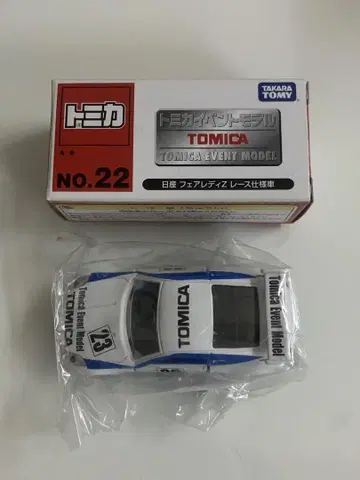 トミカ
TAKARA
TOMY
トミカイベントモデル
TOMICA
TOMICA EVENT MODEL
NO.22
日産 フェアレディZ レース仕様車
Tomica Event Model
TOMICA
23
TOMICA
Tomica Event Model